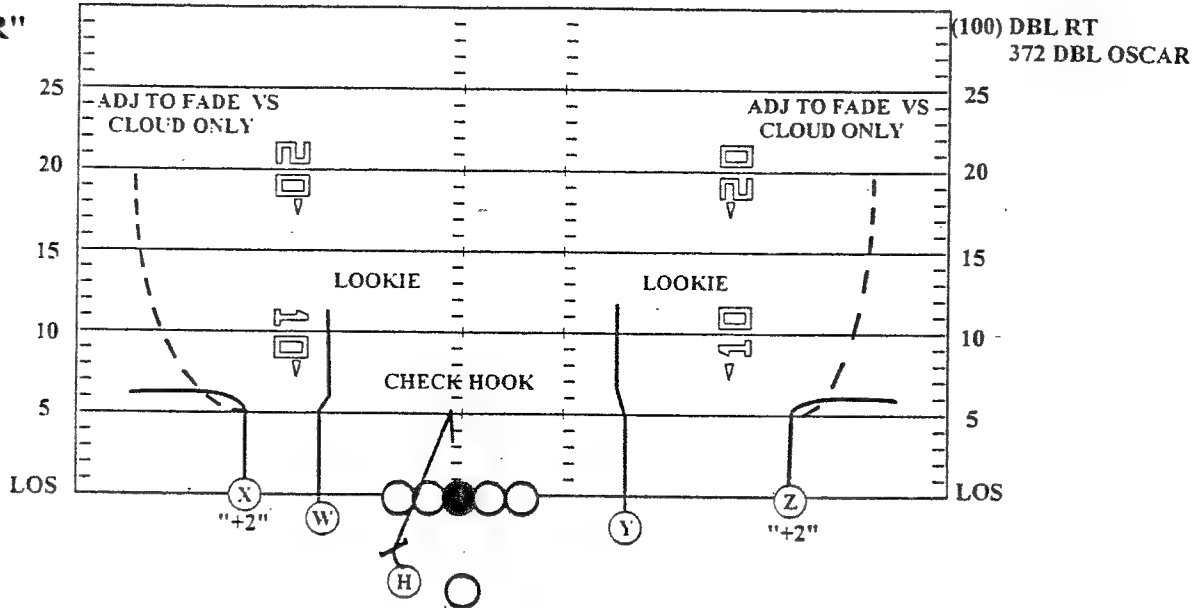 R"
(100) DBL RT
372 DBL OSCAR
25
ADJ TO FADE VS
CLOUD ONLY
ADJ TO FADE VS
CLOUD ONLY
25
20
20
20
20
15
15
LOOKIE
LOOKIE
10
10
10
10
CHECK HOOK
5
5
LOS
X
W
Y
Z
LOS
"+2"
"+2"
H